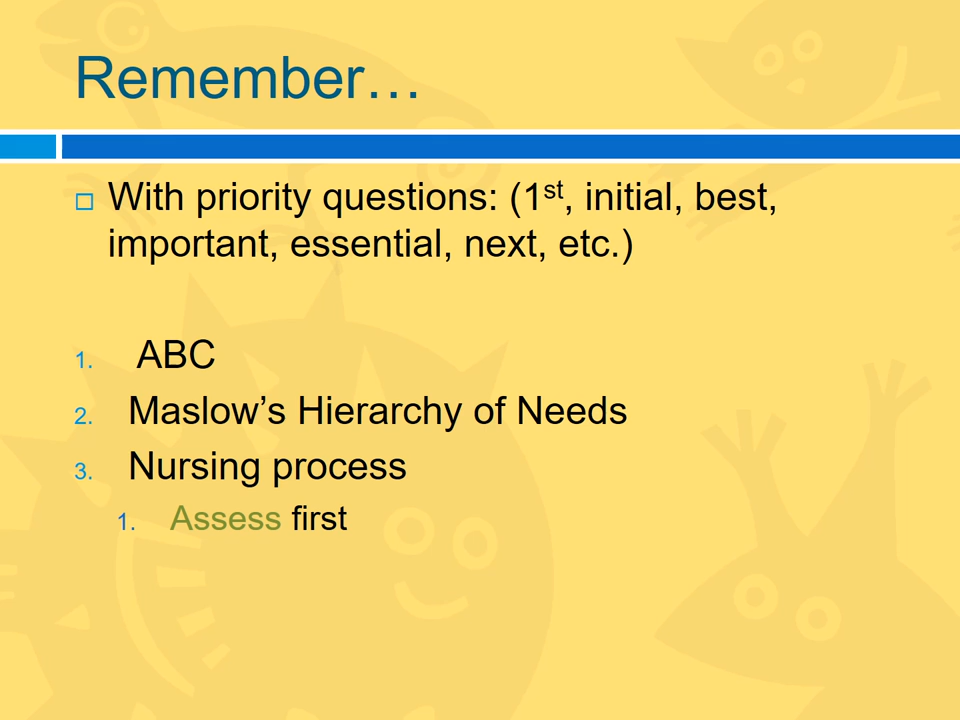 Remember…
With priority questions: (1st, initial, best,
important, essential, next, etc.)
1. ABC
2. Maslow’s Hierarchy of Needs
3. Nursing process
1. Assess first